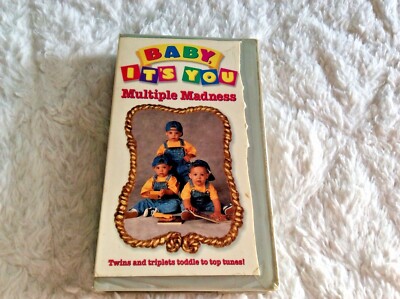 BABY,
IT'S YOU
Multiple Madness
Twins and triplets toddle to top tunes!